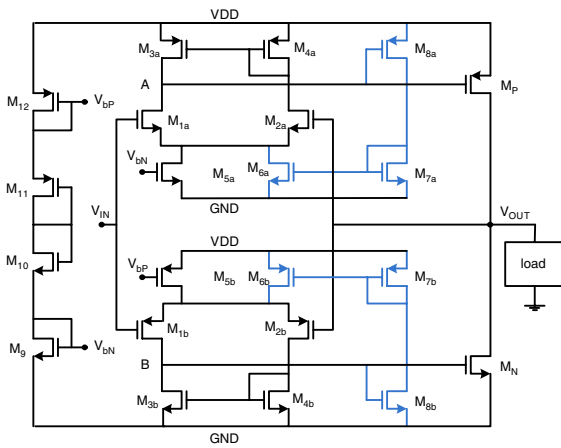 VDD
M3a
M4a
M8a
A
MP
M12
VbP
M1a
M2a
VbN
M5a
M6a
M7a
M11
GND
VIN
VOUT
VDD
M10
VbP
M5b
M6b
M7b
load
M1b
M2b
VbN
M9
B
MN
M3b
M4b
M8b
GND